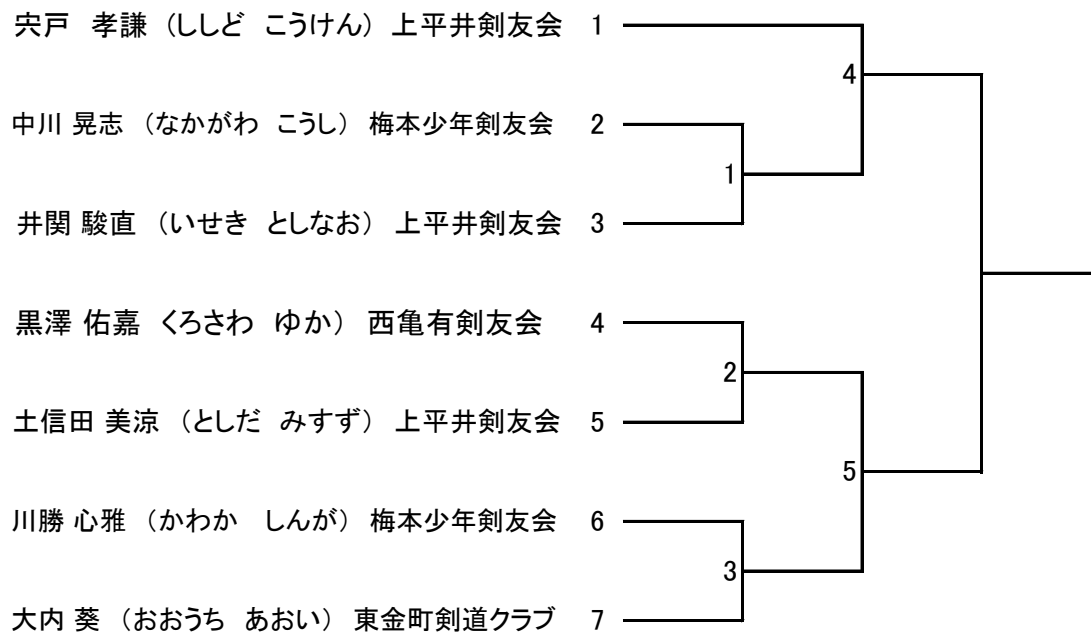 宍戸　孝謙　（ししど　こうけん）　上平井剣友会　1
4
中川 晃志　（なかがわ　こうし）　梅本少年剣友会　2
1
井関 駿直　（いせき　としなお）　上平井剣友会　3
黒澤 佑嘉　くろさわ　ゆか）　西亀有剣友会　4
2
土信田 美涼　（としだ　みすず）　上平井剣友会　5
5
川勝 心雅　（かわか　しんが）　梅本少年剣友会　6
3
大内 葵　（おおうち　あおい）　東金町剣道クラブ　7